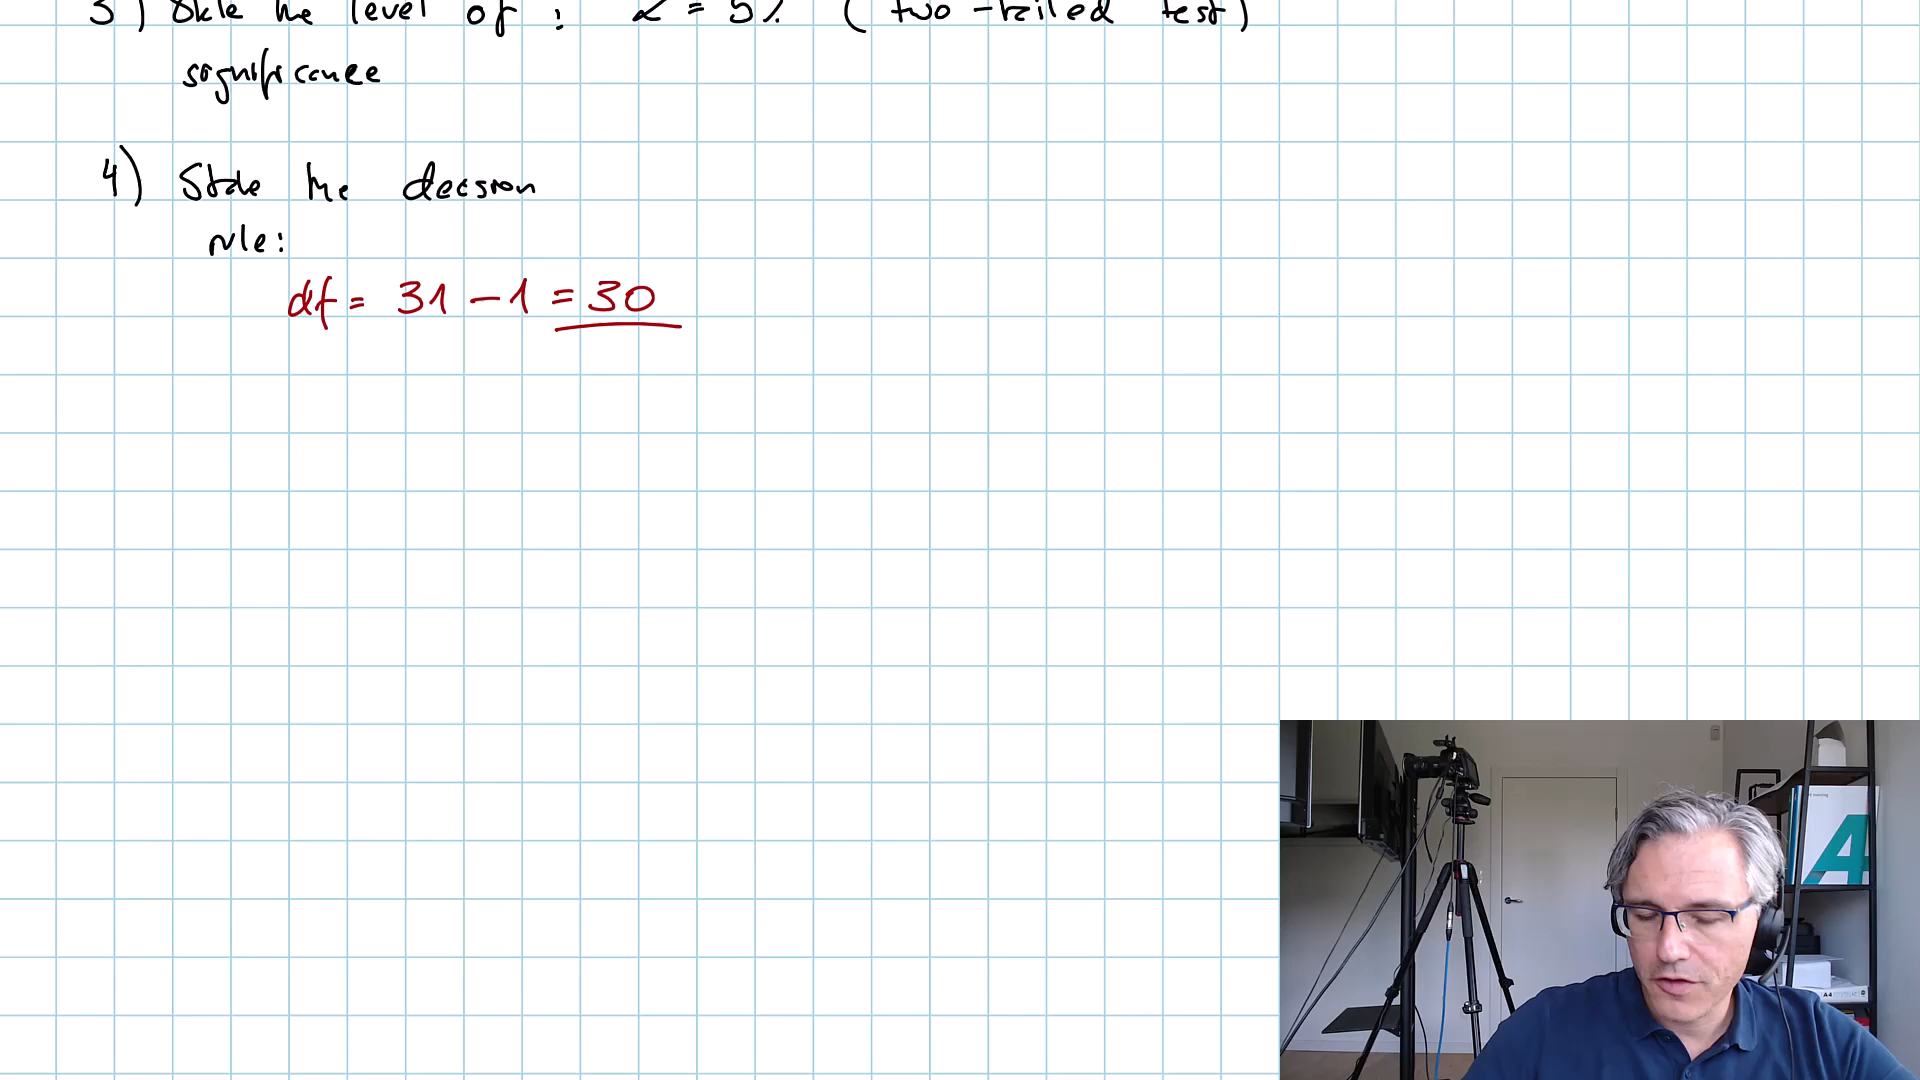 3) State the level of : α = 5% (two-tailed test)
significance
4) State the decision
rule:
df = 31 - 1 = 30
A4